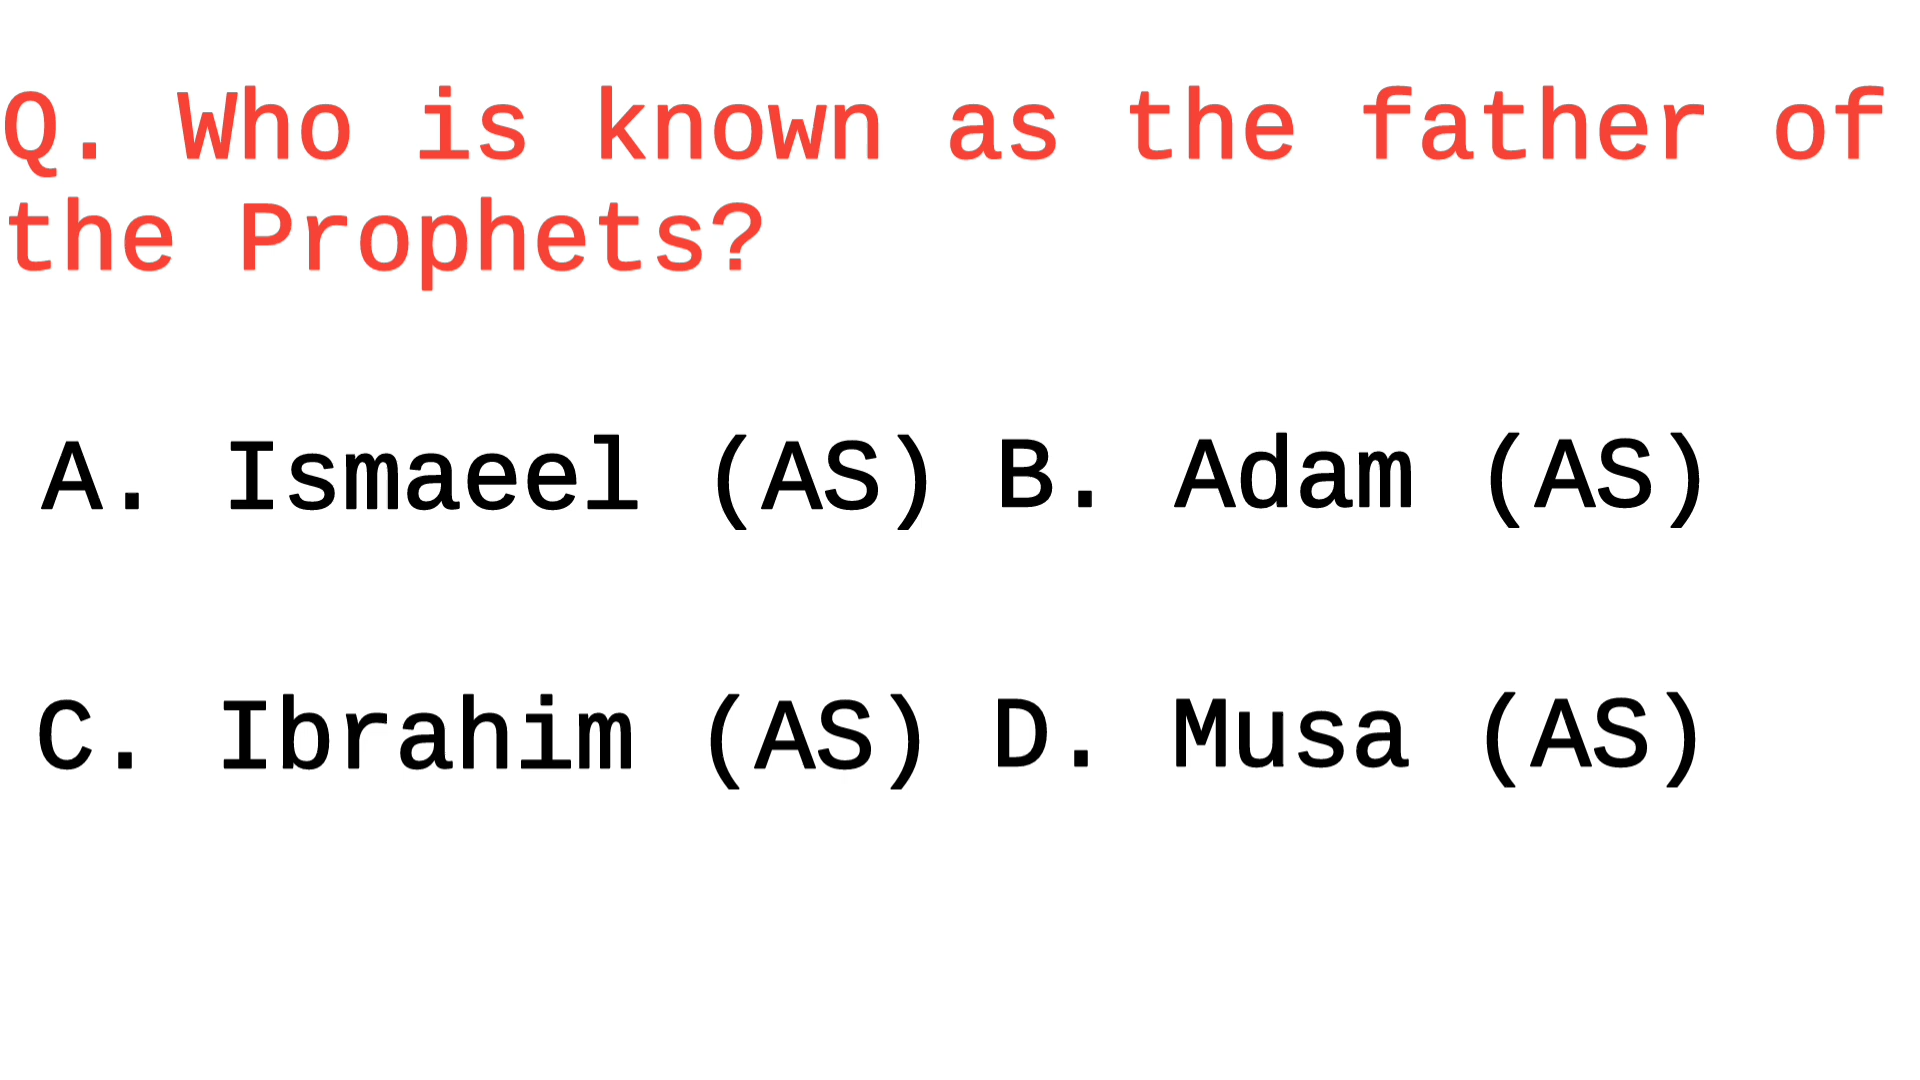 Q. Who is known as the father of
the Prophets?
A. Ismaeel (AS) B. Adam (AS)
C. Ibrahim (AS) D. Musa (AS)